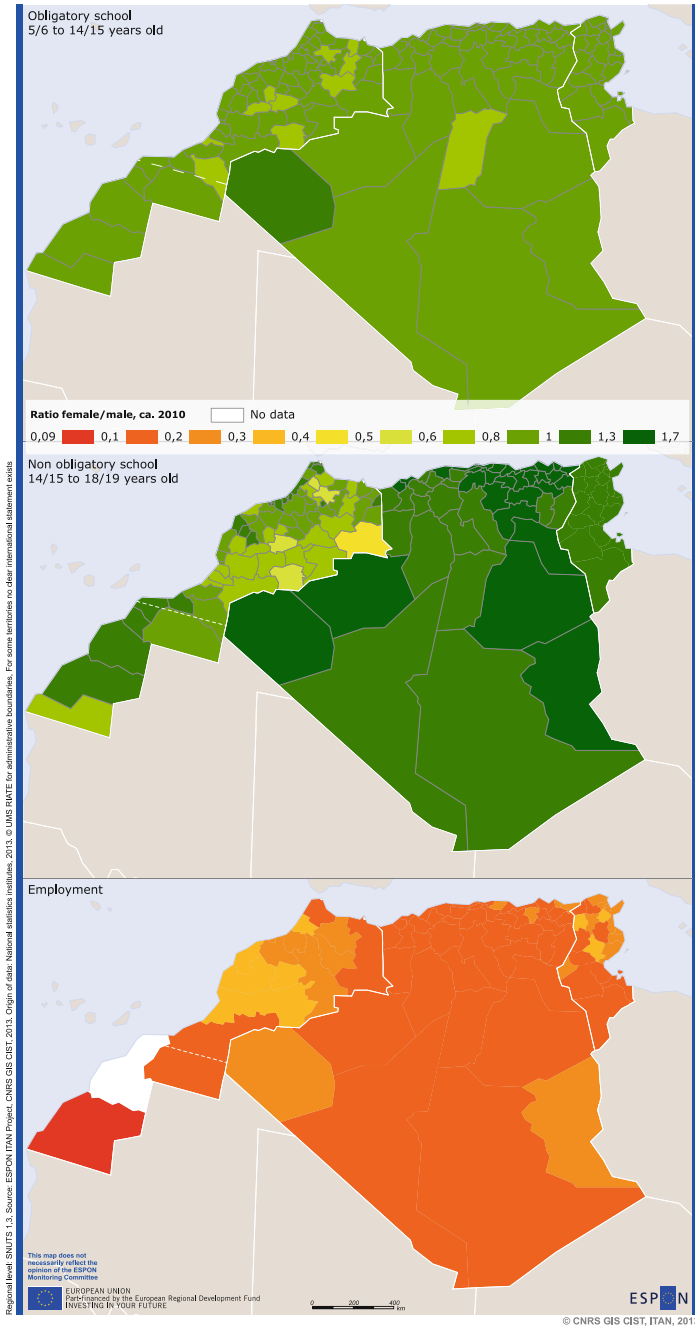 Obligatory school
5/6 to 14/15 years old
Ratio female/male, ca. 2010
No data
0,09 0,1 0,2 0,3 0,4 0,5 0,6 0,8 1 1,3 1,7
Non obligatory school
14/15 to 18/19 years old
Employment
Regional level: SNUTS 1,3, Source: ESPON ITAN Project, CNRS GIS CIST, 2013. Origin of data: National statistics institutes, 2013. © UMS RIATE for administrative boundaries, For some territories no clear international statement exists
This map does not
necessarily reflect the
opinion of the ESPON
Monitoring Committee
EUROPEAN UNION
Part-financed by the European Regional Development Fund
INVESTING IN YOUR FUTURE
0 200 400
km
ESPON
© CNRS GIS CIST, ITAN, 201